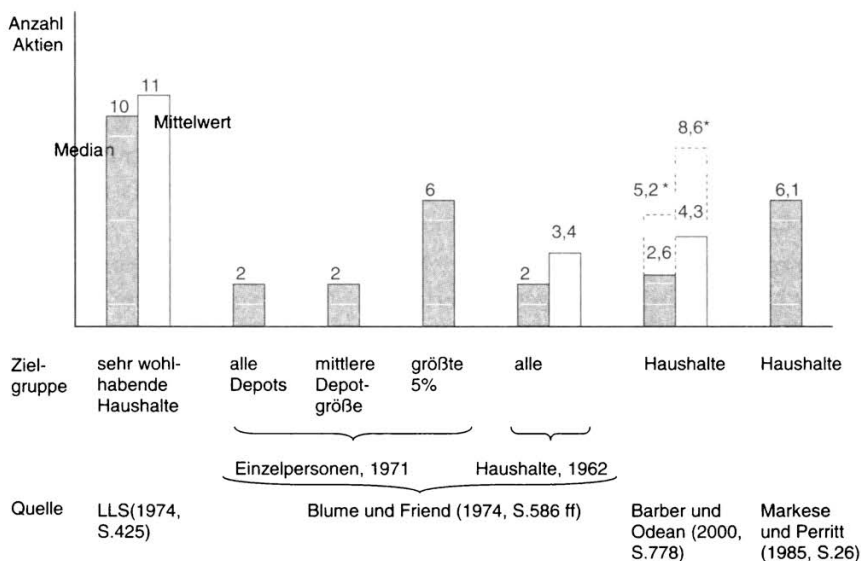 Anzahl
Aktien
10
11
Median
Mittelwert
2
2
6
2
3,4
5,2 *
2,6
8,6*
4,3
6,1
Ziel-
gruppe
sehr wohl-
habende
Haushalte
alle
Depots
mittlere
Depot-
größe
größte
5%
alle
Haushalte
Haushalte
Einzelpersonen, 1971
Haushalte, 1962
Quelle
LLS(1974,
S.425)
Blume und Friend (1974, S.586 ff)
Barber und
Odean (2000,
S.778)
Markese
und Perritt
(1985, S.26)